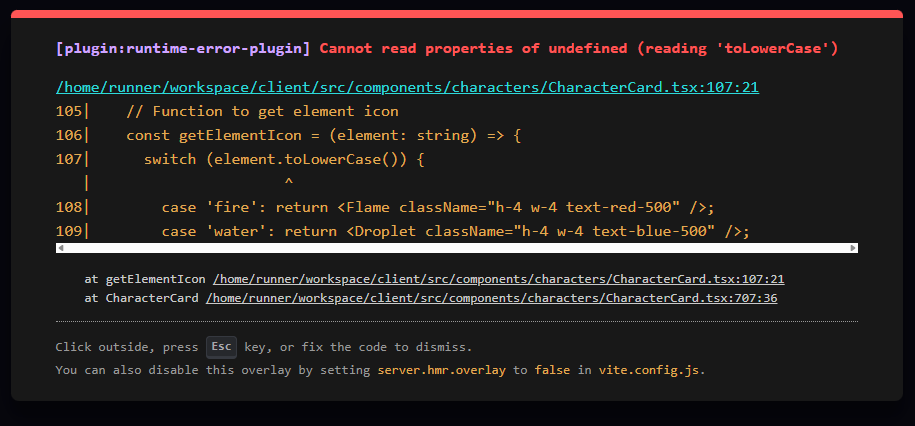 [plugin:runtime-error-plugin] Cannot read properties of undefined (reading 'toLowerCase')
/home/runner/workspace/client/src/components/characters/CharacterCard.tsx:107:21
105|    // Function to get element icon
106|    const getElementIcon = (element: string) => {
107|      switch (element.toLowerCase()) {
   |                      ^
108|        case 'fire': return <Flame className="h-4 w-4 text-red-500" />;
109|        case 'water': return <Droplet className="h-4 w-4 text-blue-500" />;
at getElementIcon /home/runner/workspace/client/src/components/characters/CharacterCard.tsx:107:21
at CharacterCard /home/runner/workspace/client/src/components/characters/CharacterCard.tsx:707:36
Click outside, press Esc key, or fix the code to dismiss.
You can also disable this overlay by setting server.hmr.overlay to false in vite.config.js.